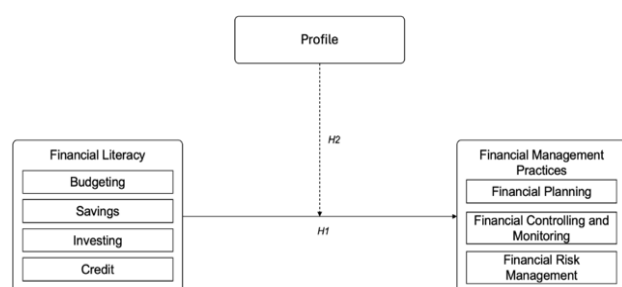 Profile
H2
Financial Literacy
Budgeting
Savings
Investing
Credit
H1
Financial Management
Practices
Financial Planning
Financial Controlling and
Monitoring
Financial Risk
Management